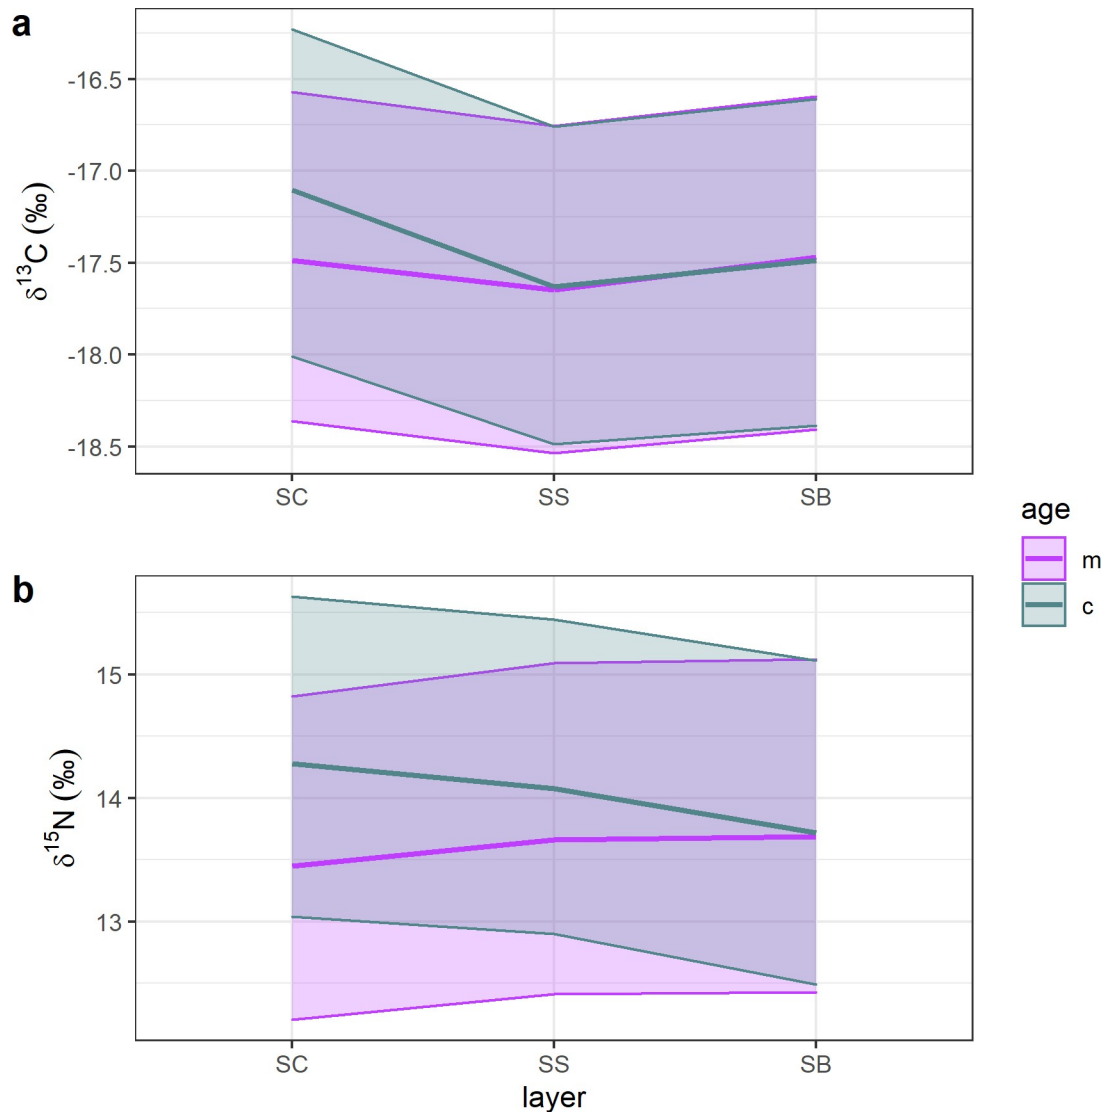 a
δ¹³C (‰)
-16.5
-17.0
-17.5
-18.0
-18.5
SC SS SB
age
m
c
b
δ¹⁵N (‰)
15
14
13
SC SS SB
layer